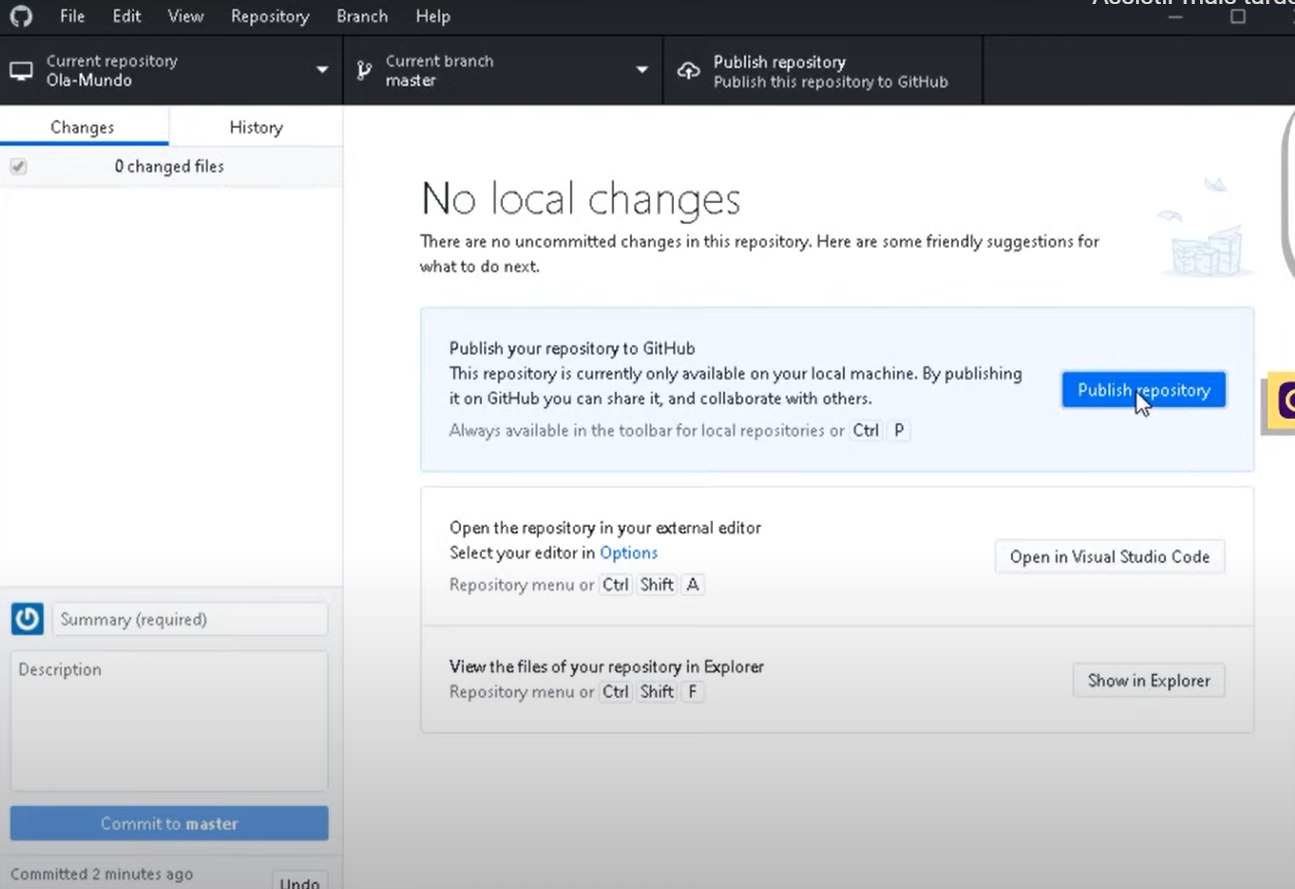 Assistir mais tarde
File Edit View Repository Branch Help
Current repository
Ola-Mundo
Current branch
master
Publish repository
Publish this repository to GitHub
Changes History
0 changed files
No local changes
There are no uncommitted changes in this repository. Here are some friendly suggestions for
what to do next.
Publish your repository to GitHub
This repository is currently only available on your local machine. By publishing
it on GitHub you can share it, and collaborate with others.
Always available in the toolbar for local repositories or Ctrl P
Publish repository
Open the repository in your external editor
Select your editor in Options
Repository menu or Ctrl Shift A
Open in Visual Studio Code
View the files of your repository in Explorer
Repository menu or Ctrl Shift F
Show in Explorer
Summary (required)
Description
Commit to master
Committed 2 minutes ago
Undo